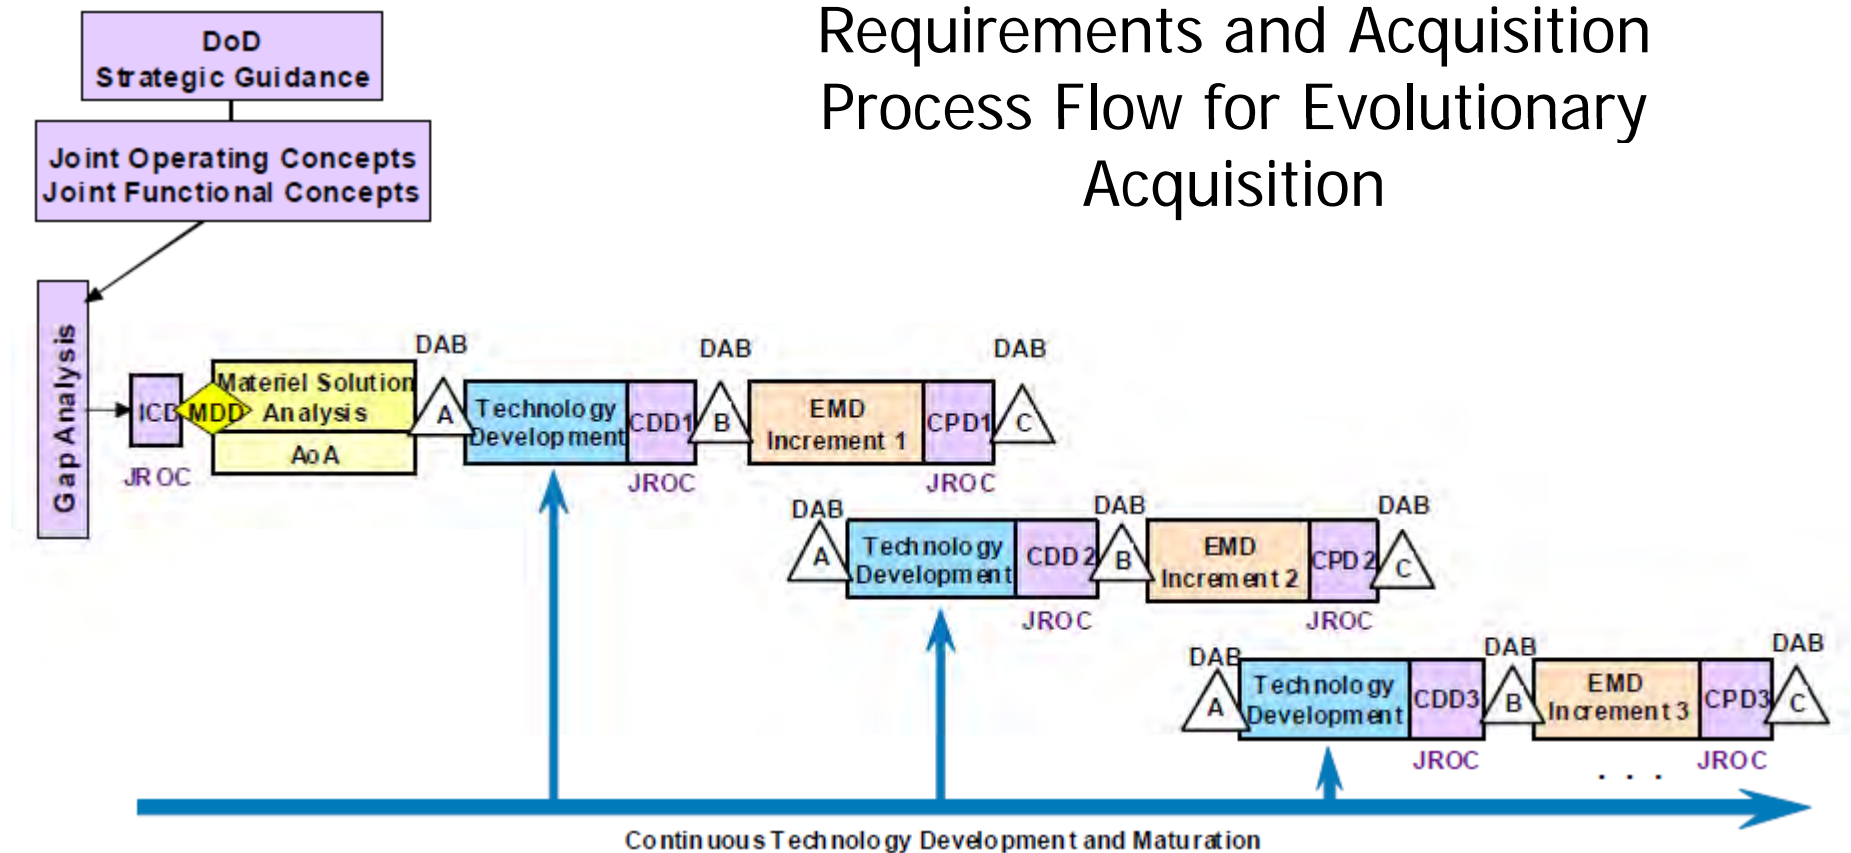 Requirements and Acquisition
Process Flow for Evolutionary
Acquisition
DoD
Strategic Guidance
Joint Operating Concepts
Joint Functional Concepts
Gap Analysis
ICD
JROC
MDD
Materiel Solution
Analysis
AoA
DAB
A
Technology
Development
CDD1
JROC
DAB
B
EMD
Increment 1
CPD1
JROC
DAB
C
DAB
A
Technology
Development
CDD2
JROC
DAB
B
EMD
Increment 2
CPD2
JROC
DAB
C
DAB
A
Technology
Development
CDD3
JROC
DAB
B
EMD
Increment 3
. . .
CPD3
JROC
DAB
C
Continuous Technology Development and Maturation